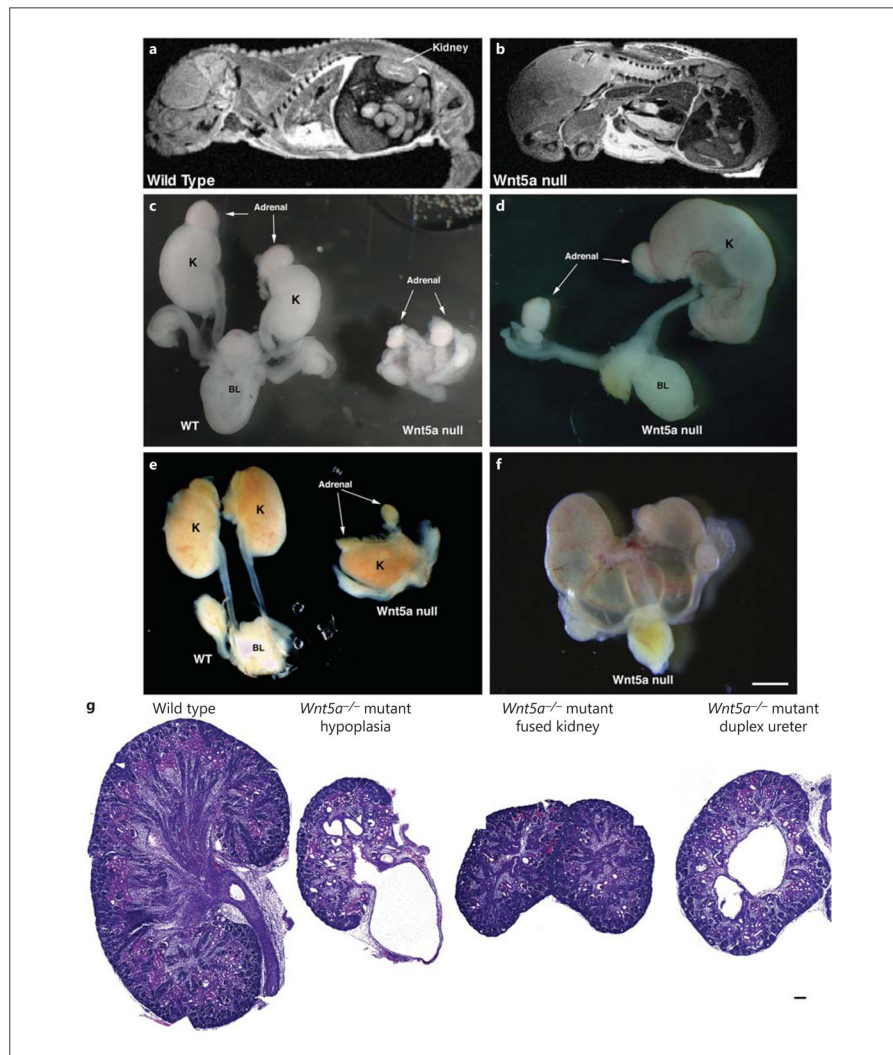 a
Kidney
Wild Type
b
Wnt5a null
c
Adrenal
K
K
Adrenal
BL
WT
Wnt5a null
d
K
Adrenal
BL
Wnt5a null
e
K
K
Adrenal
K
Wnt5a null
BL
WT
f
Wnt5a null
g
Wild type
Wnt5a–/– mutant
hypoplasia
Wnt5a–/– mutant
fused kidney
Wnt5a–/– mutant
duplex ureter